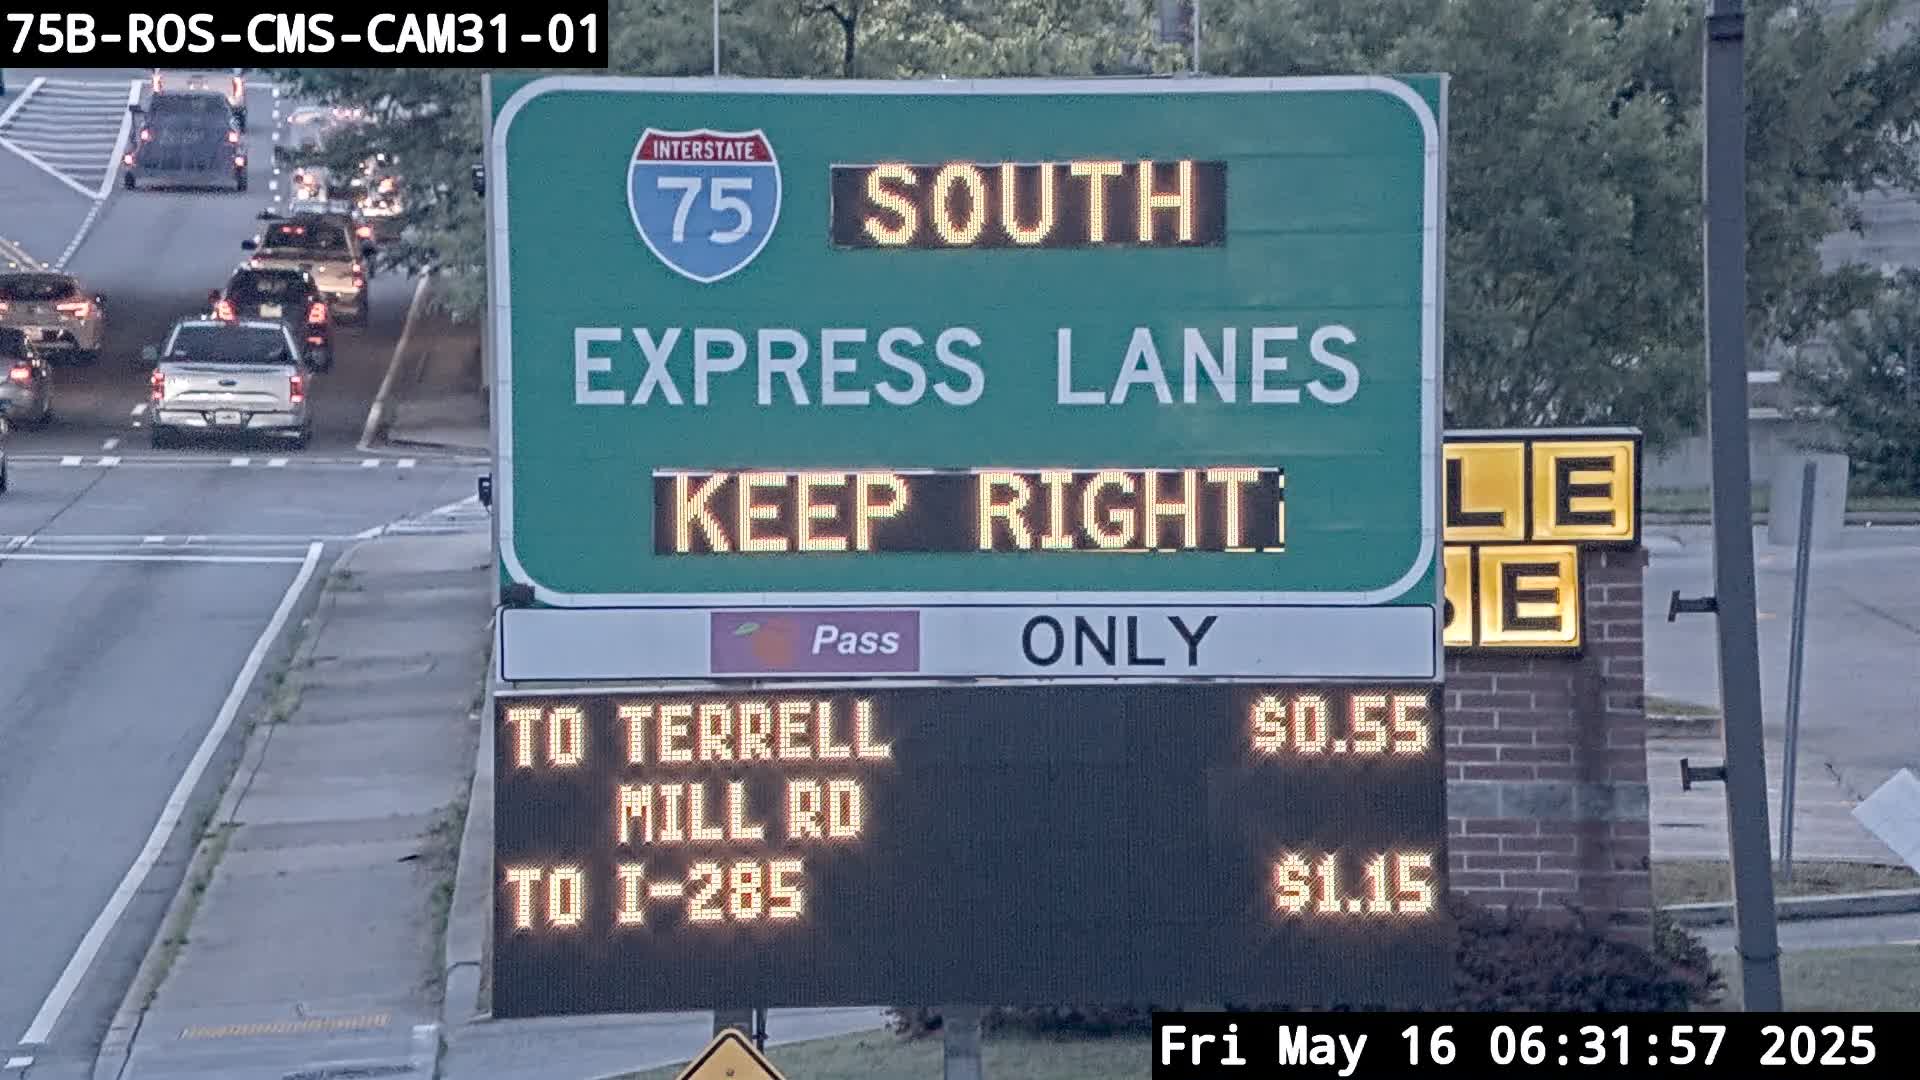 75B-ROS-CMS-CAM31-01
INTERSTATE
75
SOUTH
EXPRESS LANES
KEEP RIGHT
LE
E
Pass ONLY
TO TERRELL $0.55
MILL RD
TO I-285 $1.15
Fri May 16 06:31:57 2025